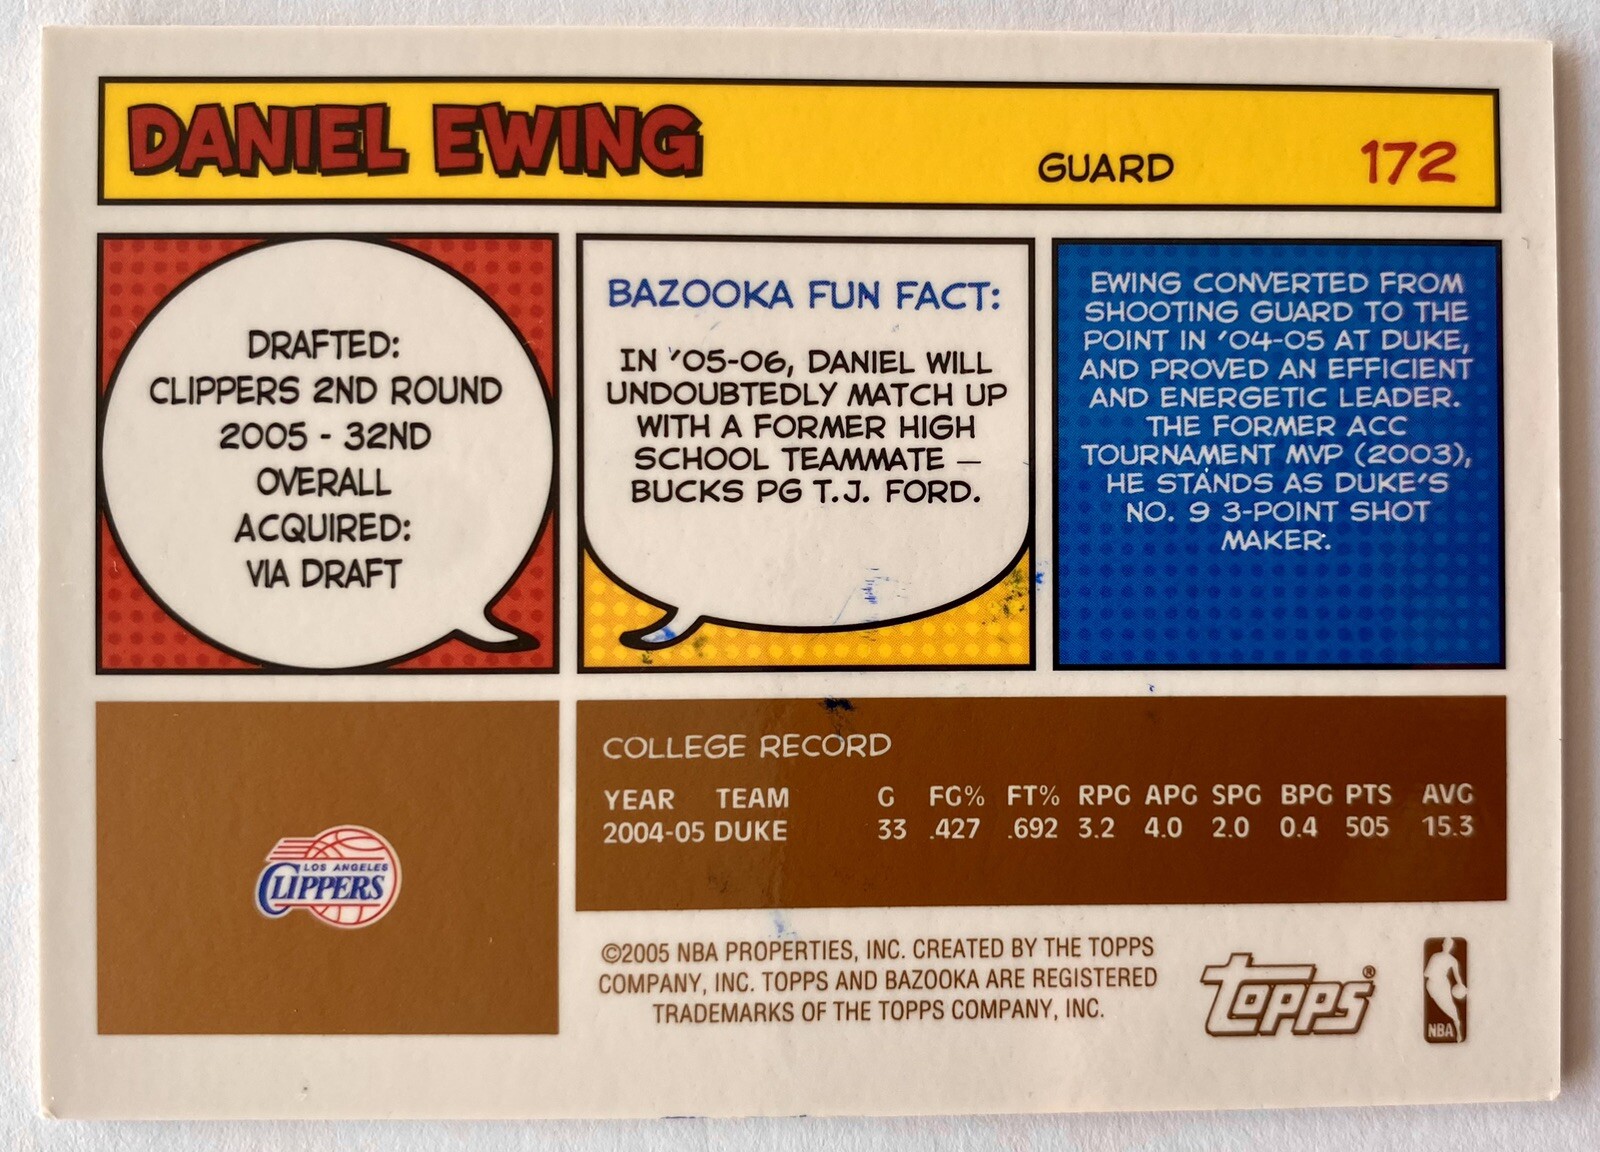 DANIEL EWING
GUARD
172
DRAFTED:
CLIPPERS 2ND ROUND
2005 - 32ND
OVERALL
ACQUIRED:
VIA DRAFT
BAZOOKA FUN FACT:
IN '05-06, DANIEL WILL
UNDOUBTEDLY MATCH UP
WITH A FORMER HIGH
SCHOOL TEAMMATE –
BUCKS PG T.J. FORD.
EWING CONVERTED FROM
SHOOTING GUARD TO THE
POINT IN '04-05 AT DUKE,
AND PROVED AN EFFICIENT
AND ENERGETIC LEADER.
THE FORMER ACC
TOURNAMENT MVP (2003),
HE STANDS AS DUKE'S
NO. 9 3-POINT SHOT
MAKER.
LOS ANGELES
CLIPPERS
COLLEGE RECORD
YEAR TEAM G FG% FT% RPG APG SPG BPG PTS AVG
2004-05 DUKE 33 .427 .692 3.2 4.0 2.0 0.4 505 15.3
©2005 NBA PROPERTIES, INC. CREATED BY THE TOPPS
COMPANY, INC. TOPPS AND BAZOOKA ARE REGISTERED
TRADEMARKS OF THE TOPPS COMPANY, INC.
TOPPS®
NBA